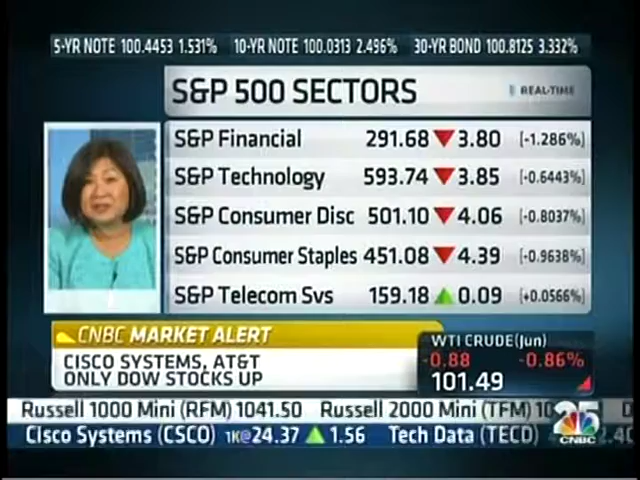 5-YR NOTE 100.4453 1.531% 10-YR NOTE 100.0313 2.496% 30-YR BOND 100.8125 3.332%
S&P 500 SECTORS REAL-TIME
S&P Financial 291.68 ▼ 3.80 [-1.286%]
S&P Technology 593.74 ▼ 3.85 [-0.6443%]
S&P Consumer Disc 501.10 ▼ 4.06 [-0.8037%]
S&P Consumer Staples 451.08 ▼ 4.39 [-0.9638%]
S&P Telecom Svs 159.18 ▲ 0.09 [+0.0566%]
CNBC MARKET ALERT
CISCO SYSTEMS, AT&T
ONLY DOW STOCKS UP
WTI CRUDE(Jun)
-0.88 -0.86%
101.49
Russell 1000 Mini (RFM) 1041.50 Russell 2000 Mini (TFM)
Cisco Systems (CSCO) 1K@24.37 ▲ 1.56 Tech Data (TECD)
25
CNBC